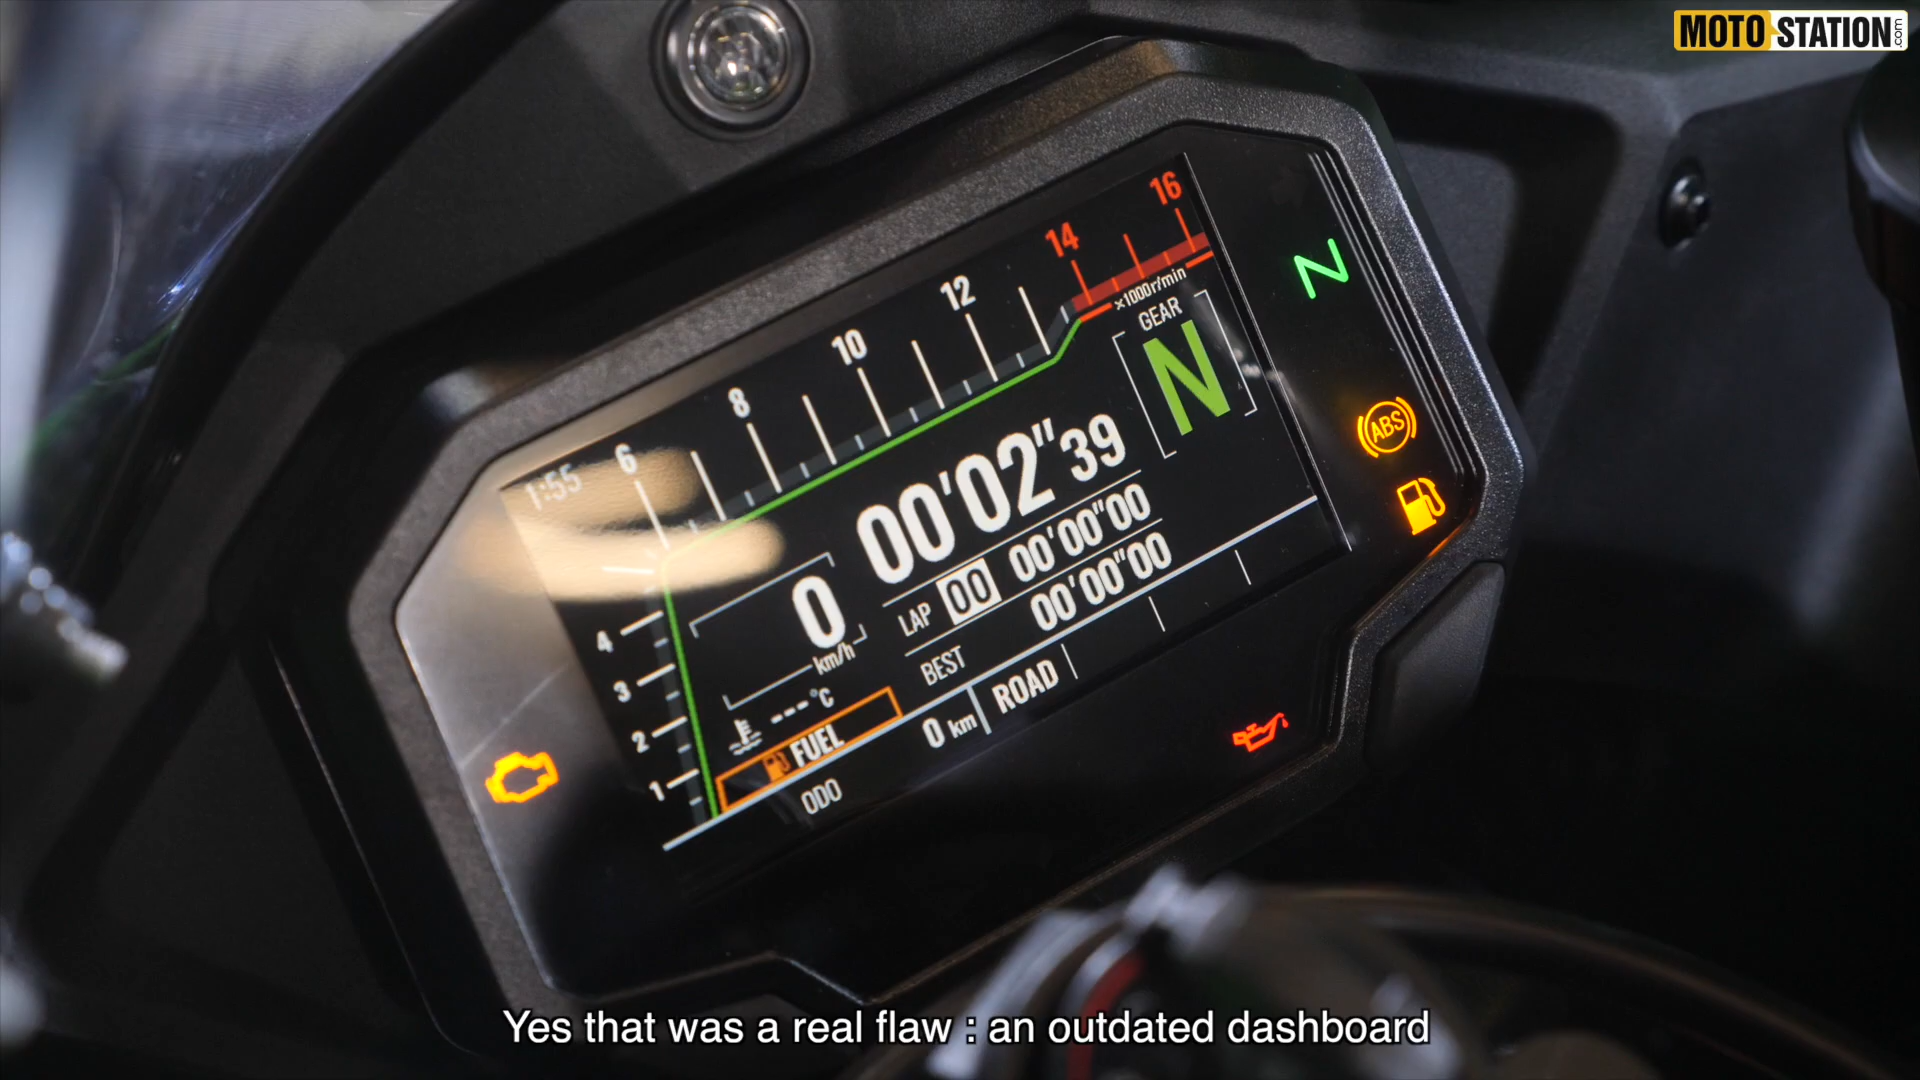 MOTO STATION.com
16
14
×1000r/min
12
GEAR
N
N
10
8
6
1:55
00'02"39
ABS
LAP 00 00'00"00
BEST 00'00"00
0
km/h
4
3
2
1
---°C
FUEL
ODO 0 km
ROAD
Yes that was a real flaw : an outdated dashboard